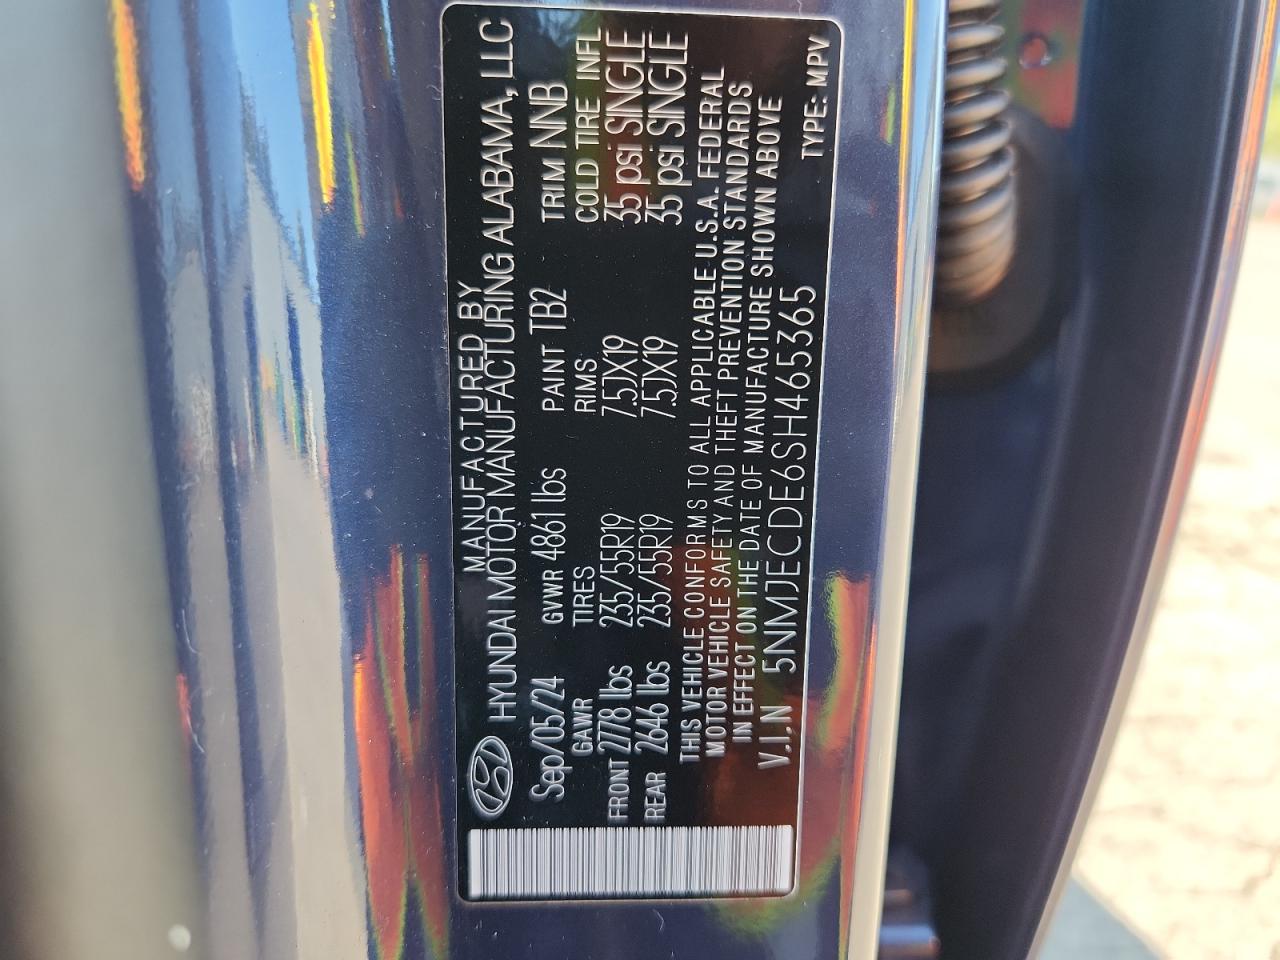 MANUFACTURED BY
HYUNDAI MOTOR MANUFACTURING ALABAMA, LLC
Sep/05/24 GVWR 4861 lbs PAINT TB2 TRIM NNB
GAWR TIRES RIMS COLD TIRE INFL
FRONT 2778 lbs 235/55R19 7.5JX19 35 psi SINGLE
REAR 2646 lbs 235/55R19 7.5JX19 35 psi SINGLE
THIS VEHICLE CONFORMS TO ALL APPLICABLE U.S.A. FEDERAL
MOTOR VEHICLE SAFETY AND THEFT PREVENTION STANDARDS
IN EFFECT ON THE DATE OF MANUFACTURE SHOWN ABOVE
V.I.N 5NMJECDE6SH465365 TYPE: MPV